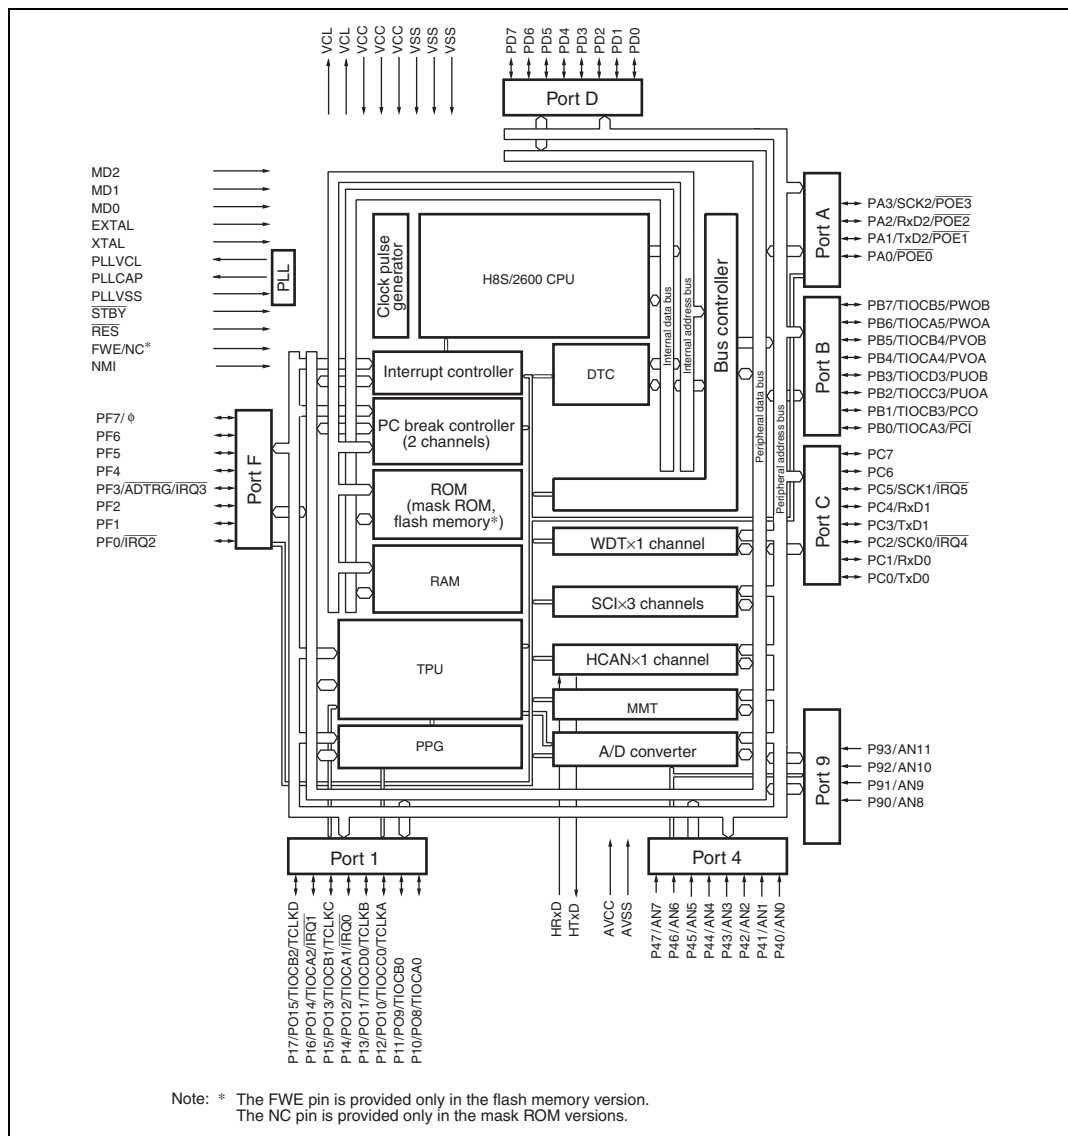 VCL
VCL
VCC
VCC
VCC
VSS
VSS
VSS
PD7
PD6
PD5
PD4
PD3
PD2
PD1
PD0
Port D
MD2
MD1
MD0
EXTAL
XTAL
PLLVCL
PLLCAP
PLLVSS
STBY
RES
FWE/NC*
NMI
PLL
Clock pulse
generator
H8S/2600 CPU
Interrupt controller
DTC
PC break controller
(2 channels)
ROM
(mask ROM,
flash memory*)
RAM
TPU
PPG
Internal data bus
Internal address bus
Bus controller
Peripheral data bus
Peripheral address bus
WDT×1 channel
SCI×3 channels
HCAN×1 channel
MMT
A/D converter
Port A
PA3/SCK2/POE3
PA2/RxD2/POE2
PA1/TxD2/POE1
PA0/POE0
Port B
PB7/TIOCB5/PWOB
PB6/TIOCA5/PWOA
PB5/TIOCB4/PVOB
PB4/TIOCA4/PVOA
PB3/TIOCD3/PUOB
PB2/TIOCC3/PUOA
PB1/TIOCB3/PCO
PB0/TIOCA3/PCI
Port C
PC7
PC6
PC5/SCK1/IRQ5
PC4/RxD1
PC3/TxD1
PC2/SCK0/IRQ4
PC1/RxD0
PC0/TxD0
PF7/ ϕ
PF6
PF5
PF4
PF3/ADTRG/IRQ3
PF2
PF1
PF0/IRQ2
Port F
Port 9
P93/AN11
P92/AN10
P91/AN9
P90/AN8
Port 1
P17/PO15/TIOCB2/TCLKD
P16/PO14/TIOCA2/IRQ1
P15/PO13/TIOCB1/TCLKC
P14/PO12/TIOCA1/IRQ0
P13/PO11/TIOCD0/TCLKB
P12/PO10/TIOCC0/TCLKA
P11/PO9/TIOCB0
P10/PO8/TIOCA0
HRxD
HTxD
AVCC
AVSS
Port 4
P47/AN7
P46/AN6
P45/AN5
P44/AN4
P43/AN3
P42/AN2
P41/AN1
P40/AN0
Note: * The FWE pin is provided only in the flash memory version.
The NC pin is provided only in the mask ROM versions.